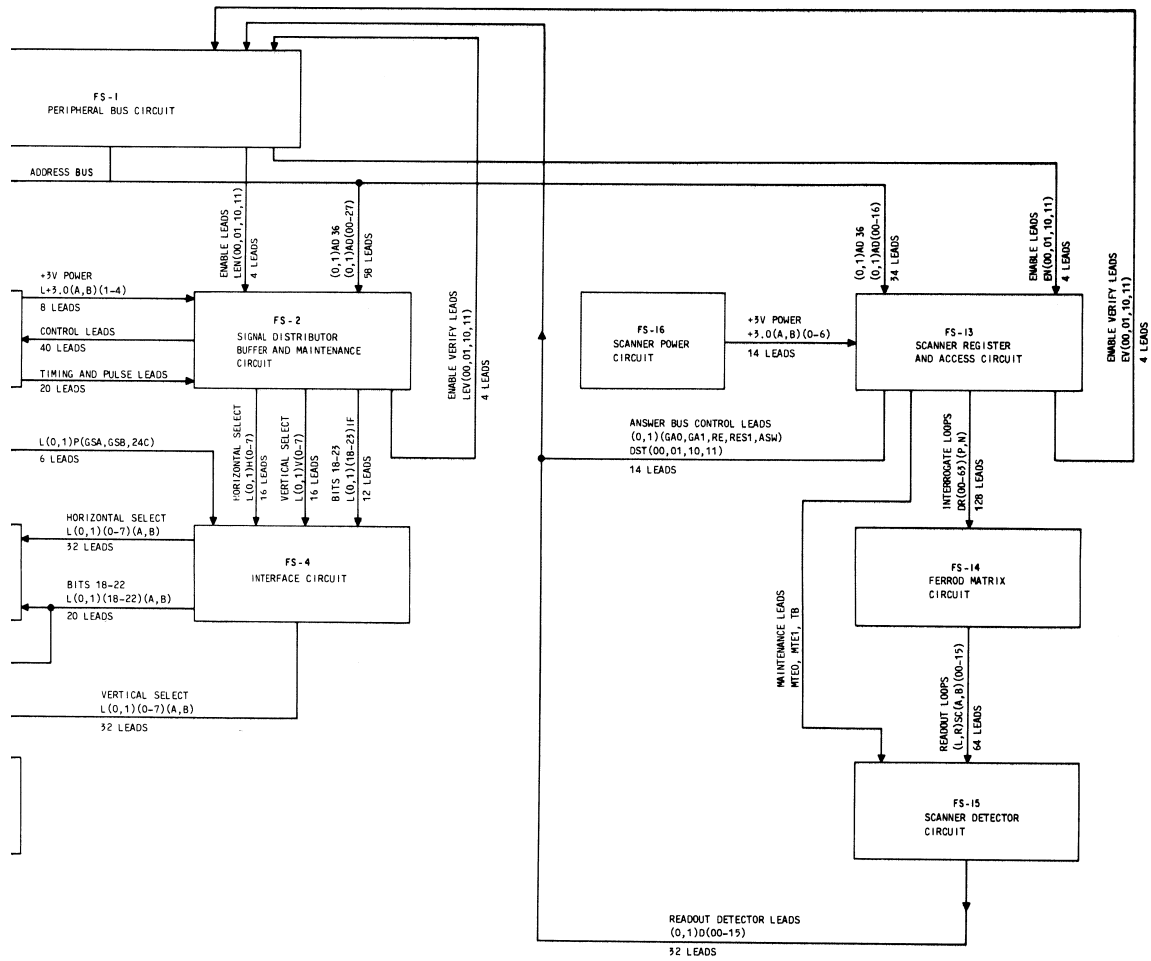 FS-1
PERIPHERAL BUS CIRCUIT
ADDRESS BUS
ENABLE LEADS
LEN(00,01,10,11)
4 LEADS
(0,1)AD 36
(0,1)AD(00-27)
58 LEADS
ENABLE VERIFY LEADS
LEV(00,01,10,11)
4 LEADS
(0,1)AD 36
(0,1)AD(00-16)
34 LEADS
ENABLE LEADS
EN(00,01,10,11)
4 LEADS
ENABLE VERIFY LEADS
EV(00,01,10,11)
4 LEADS
+3V POWER
L+3.0(A,B)(1-4)
8 LEADS
CONTROL LEADS
40 LEADS
TIMING AND PULSE LEADS
20 LEADS
FS-2
SIGNAL DISTRIBUTOR
BUFFER AND MAINTENANCE
CIRCUIT
FS-16
SCANNER POWER
CIRCUIT
+3V POWER
+3.0(A,B)(0-6)
14 LEADS
FS-13
SCANNER REGISTER
AND ACCESS CIRCUIT
L(0,1)P(GSA,GSB,24C)
6 LEADS
HORIZONTAL SELECT
L(0,1)H(0-7)
16 LEADS
VERTICAL SELECT
L(0,1)V(0-7)
16 LEADS
BITS 18-23
L(0,1)(18-23)IF
12 LEADS
ANSWER BUS CONTROL LEADS
(0,1)(GA0,GA1,RE,RES1,ASW)
DST(00,01,10,11)
14 LEADS
INTERROGATE LOOPS
DR(00-63)(P,N)
128 LEADS
HORIZONTAL SELECT
L(0,1)(0-7)(A,B)
32 LEADS
BITS 18-22
L(0,1)(18-22)(A,B)
20 LEADS
FS-4
INTERFACE CIRCUIT
FS-14
FERROD MATRIX
CIRCUIT
MAINTENANCE LEADS
MTE0, MTE1, TB
VERTICAL SELECT
L(0,1)(0-7)(A,B)
32 LEADS
READOUT LOOPS
(L,R)SC(A,B)(00-15)
64 LEADS
FS-15
SCANNER DETECTOR
CIRCUIT
READOUT DETECTOR LEADS
(0,1)D(00-15)
32 LEADS